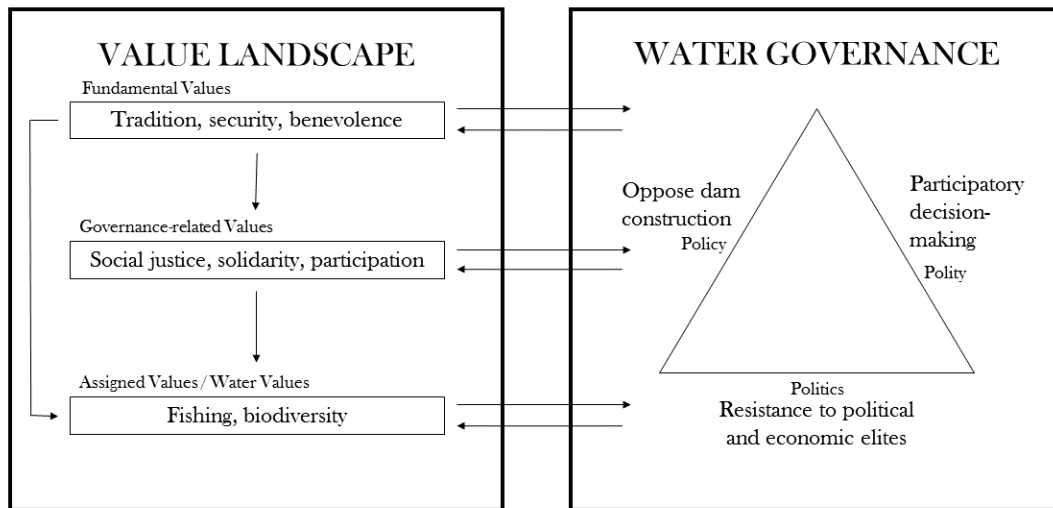 VALUE LANDSCAPE
Fundamental Values
Tradition, security, benevolence
Governance-related Values
Social justice, solidarity, participation
Assigned Values / Water Values
Fishing, biodiversity
WATER GOVERNANCE
Oppose dam
construction
Policy
Participatory
decision-
making
Polity
Politics
Resistance to political
and economic elites